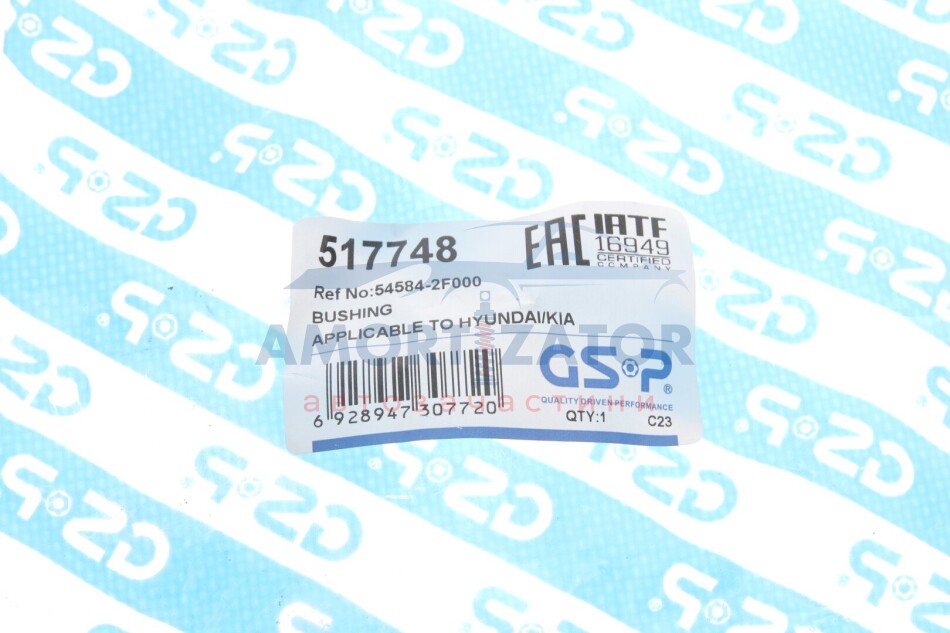 517748
EAC
IATF
16949
CERTIFIED
COMPANY
Ref No:54584-2F000
BUSHING
APPLICABLE TO HYUNDAI/KIA
AMORTIZATOR
автозапчастини
6 928947 307720
GSP®
QUALITY DRIVEN PERFORMANCE
QTY:1
C23